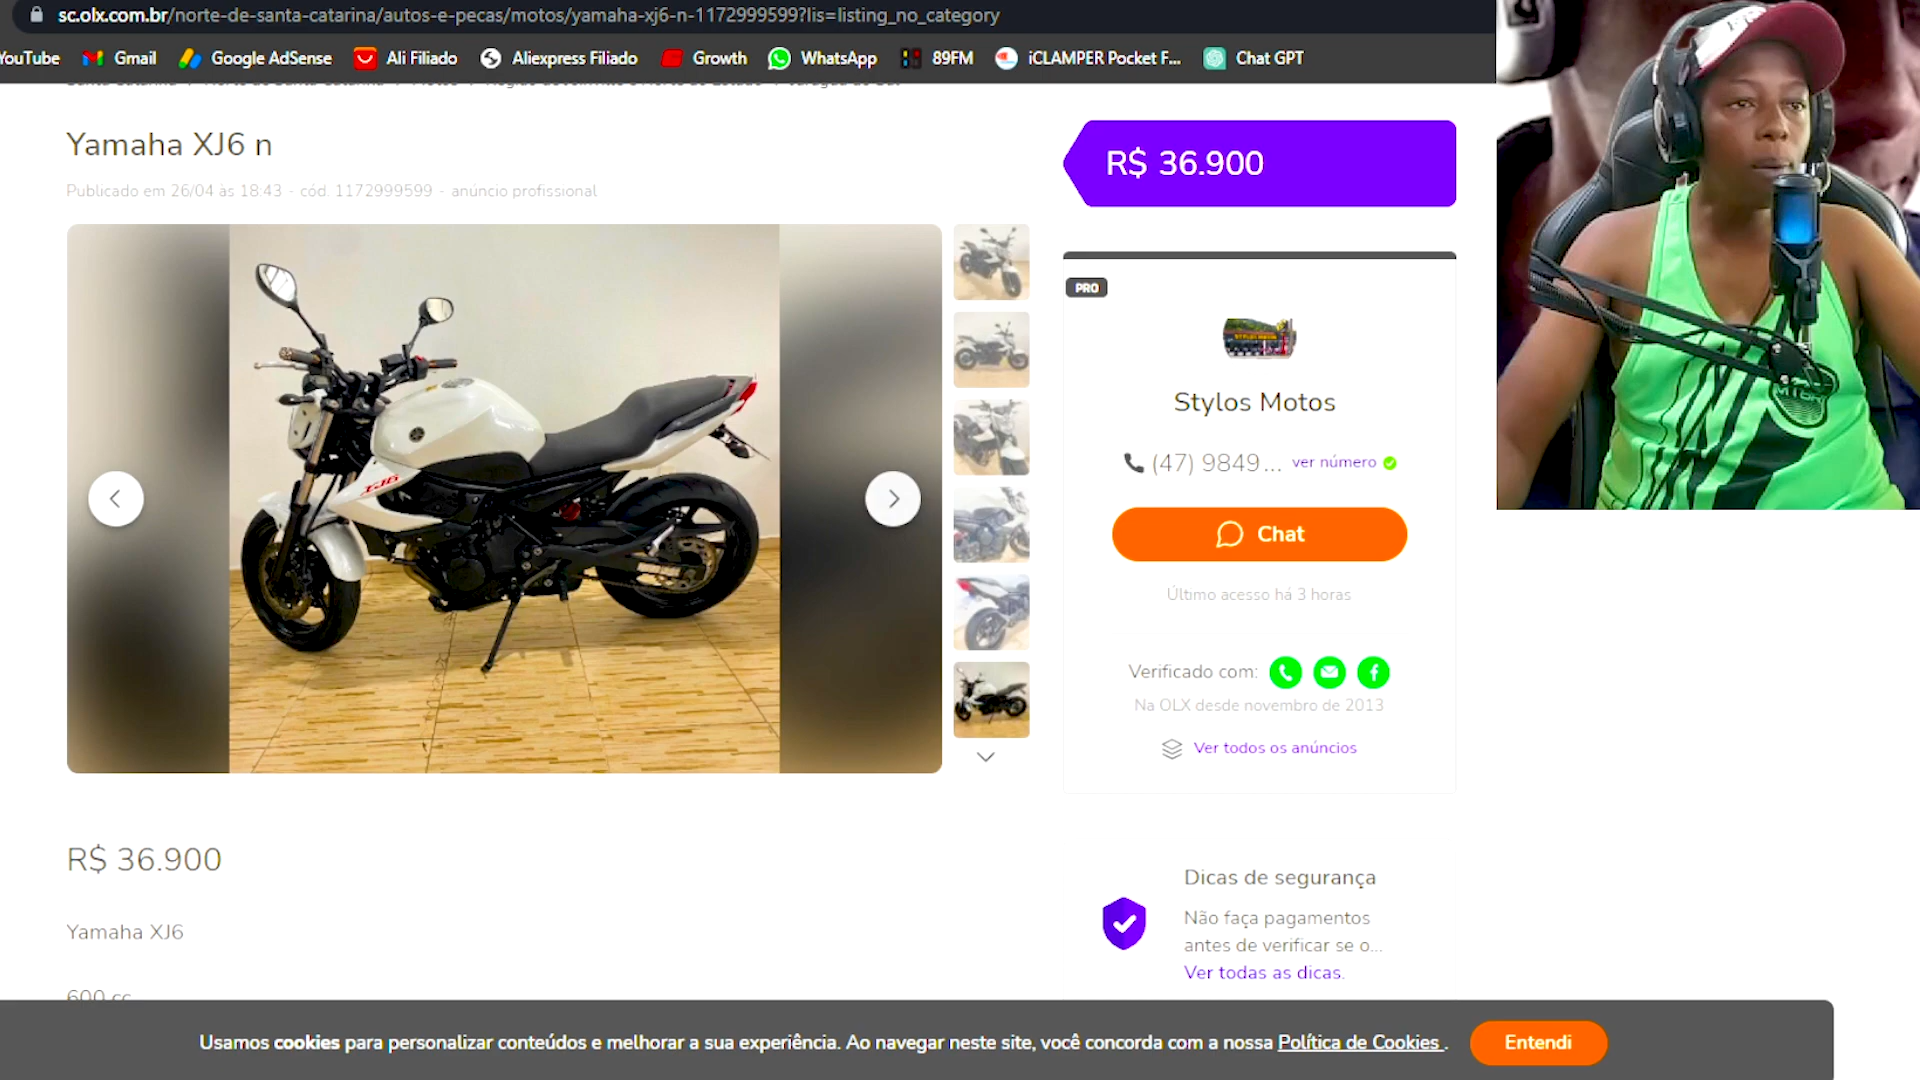 sc.olx.com.br/norte-de-santa-catarina/autos-e-pecas/motos/yamaha-xj6-n-1172999599?lis=listing_no_category
YouTube Gmail Google AdSense Ali Filiado Aliexpress Filiado Growth WhatsApp 89FM iCLAMPER Pocket F... Chat GPT
Yamaha XJ6 n
Publicado em 26/04 às 18:43 - cód. 1172999599 - anúncio profissional
XJ6
R$ 36.900
PRO
STYLOS MOTOS
Stylos Motos
(47) 9849... ver número
Chat
Último acesso há 3 horas
Verificado com:
Na OLX desde novembro de 2013
Ver todos os anúncios
R$ 36.900
Yamaha XJ6
600 cc
Dicas de segurança
Não faça pagamentos
antes de verificar se o...
Ver todas as dicas.
Usamos cookies para personalizar conteúdos e melhorar a sua experiência. Ao navegar neste site, você concorda com a nossa Política de Cookies .
Entendi